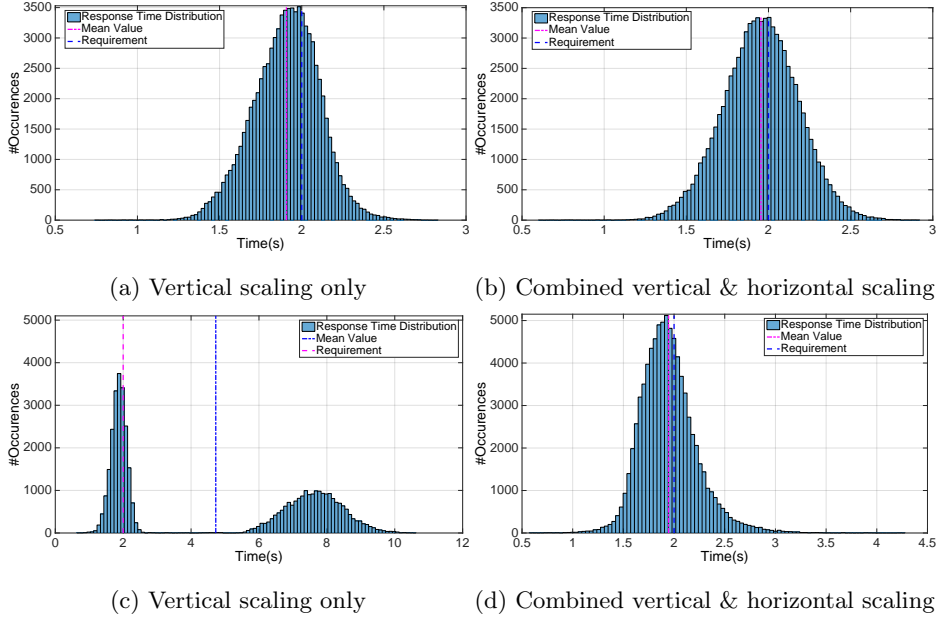 3500
3000
2500
2000
1500
1000
500
0
#Occurences
Response Time Distribution
Mean Value
Requirement
0.5 1 1.5 2 2.5 3
Time(s)
(a) Vertical scaling only
3500
3000
2500
2000
1500
1000
500
0
#Occurences
Response Time Distribution
Mean Value
Requirement
0.5 1 1.5 2 2.5 3
Time(s)
(b) Combined vertical & horizontal scaling
5000
4000
3000
2000
1000
0
#Occurences
Response Time Distribution
Mean Value
Requirement
0 2 4 6 8 10 12
Time(s)
(c) Vertical scaling only
5000
4000
3000
2000
1000
0
#Occurences
Response Time Distribution
Mean Value
Requirement
0.5 1 1.5 2 2.5 3 3.5 4 4.5
Time(s)
(d) Combined vertical & horizontal scaling